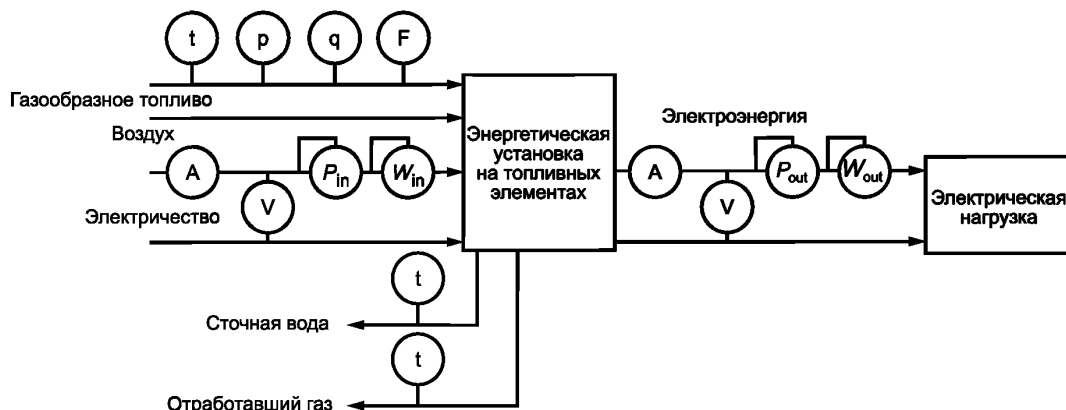 t p q F
Газообразное топливо
Воздух
Электроэнергия
Энергетическая
установка
на топливных
элементах
A P_in W_in
A P_out W_out
V
V
Электричество
Электрическая
нагрузка
t
Сточная вода
t
Отработавший газ